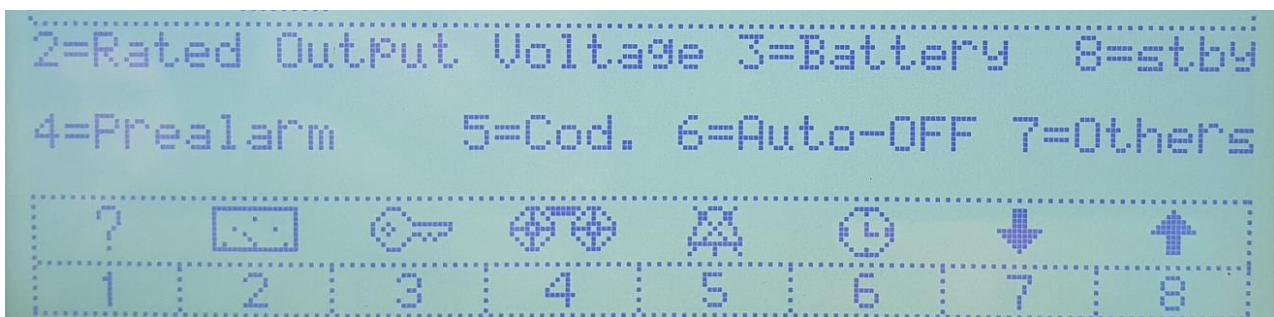 2=Rated Output Voltage 3=Battery 8=stby
4=Prealarm 5=Cod. 6=Auto-OFF 7=Others
?
1 2 3 4 5 6 7 8